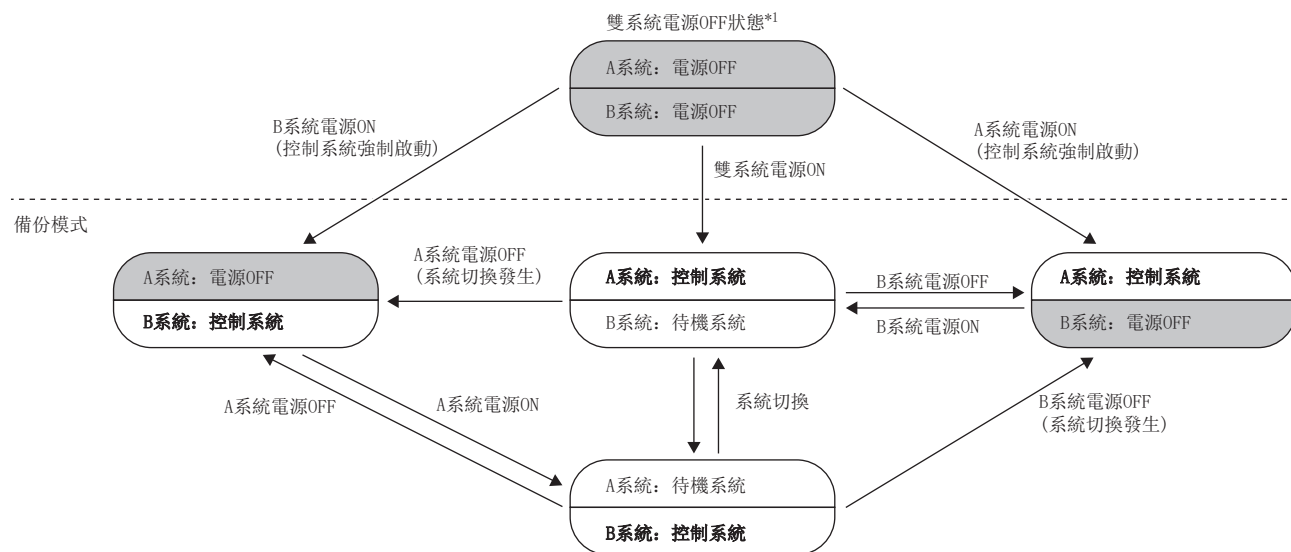 雙系統電源OFF狀態*1
A系統: 電源OFF
B系統: 電源OFF
B系統電源ON
(控制系統強制啟動)
A系統電源ON
(控制系統強制啟動)
雙系統電源ON
備份模式
A系統: 電源OFF
B系統: 控制系統
A系統電源OFF
(系統切換發生)
A系統: 控制系統
B系統: 待機系統
B系統電源OFF
B系統電源ON
A系統: 控制系統
B系統: 電源OFF
A系統電源OFF
A系統電源ON
系統切換
B系統電源OFF
(系統切換發生)
A系統: 待機系統
B系統: 控制系統